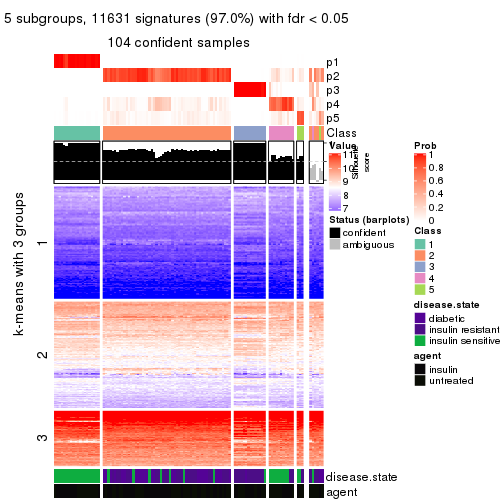 5 subgroups, 11631 signatures (97.0%) with fdr < 0.05
104 confident samples
p1
p2
p3
p4
p5
Class
Silhouette
score
k-means with 3 groups
1
2
3
disease.state
agent
Value
11
10
9
8
7
Status (barplots)
confident
ambiguous
Prob
1
0.8
0.6
0.4
0.2
0
Class
1
2
3
4
5
disease.state
diabetic
insulin resistant
insulin sensitive
agent
insulin
untreated